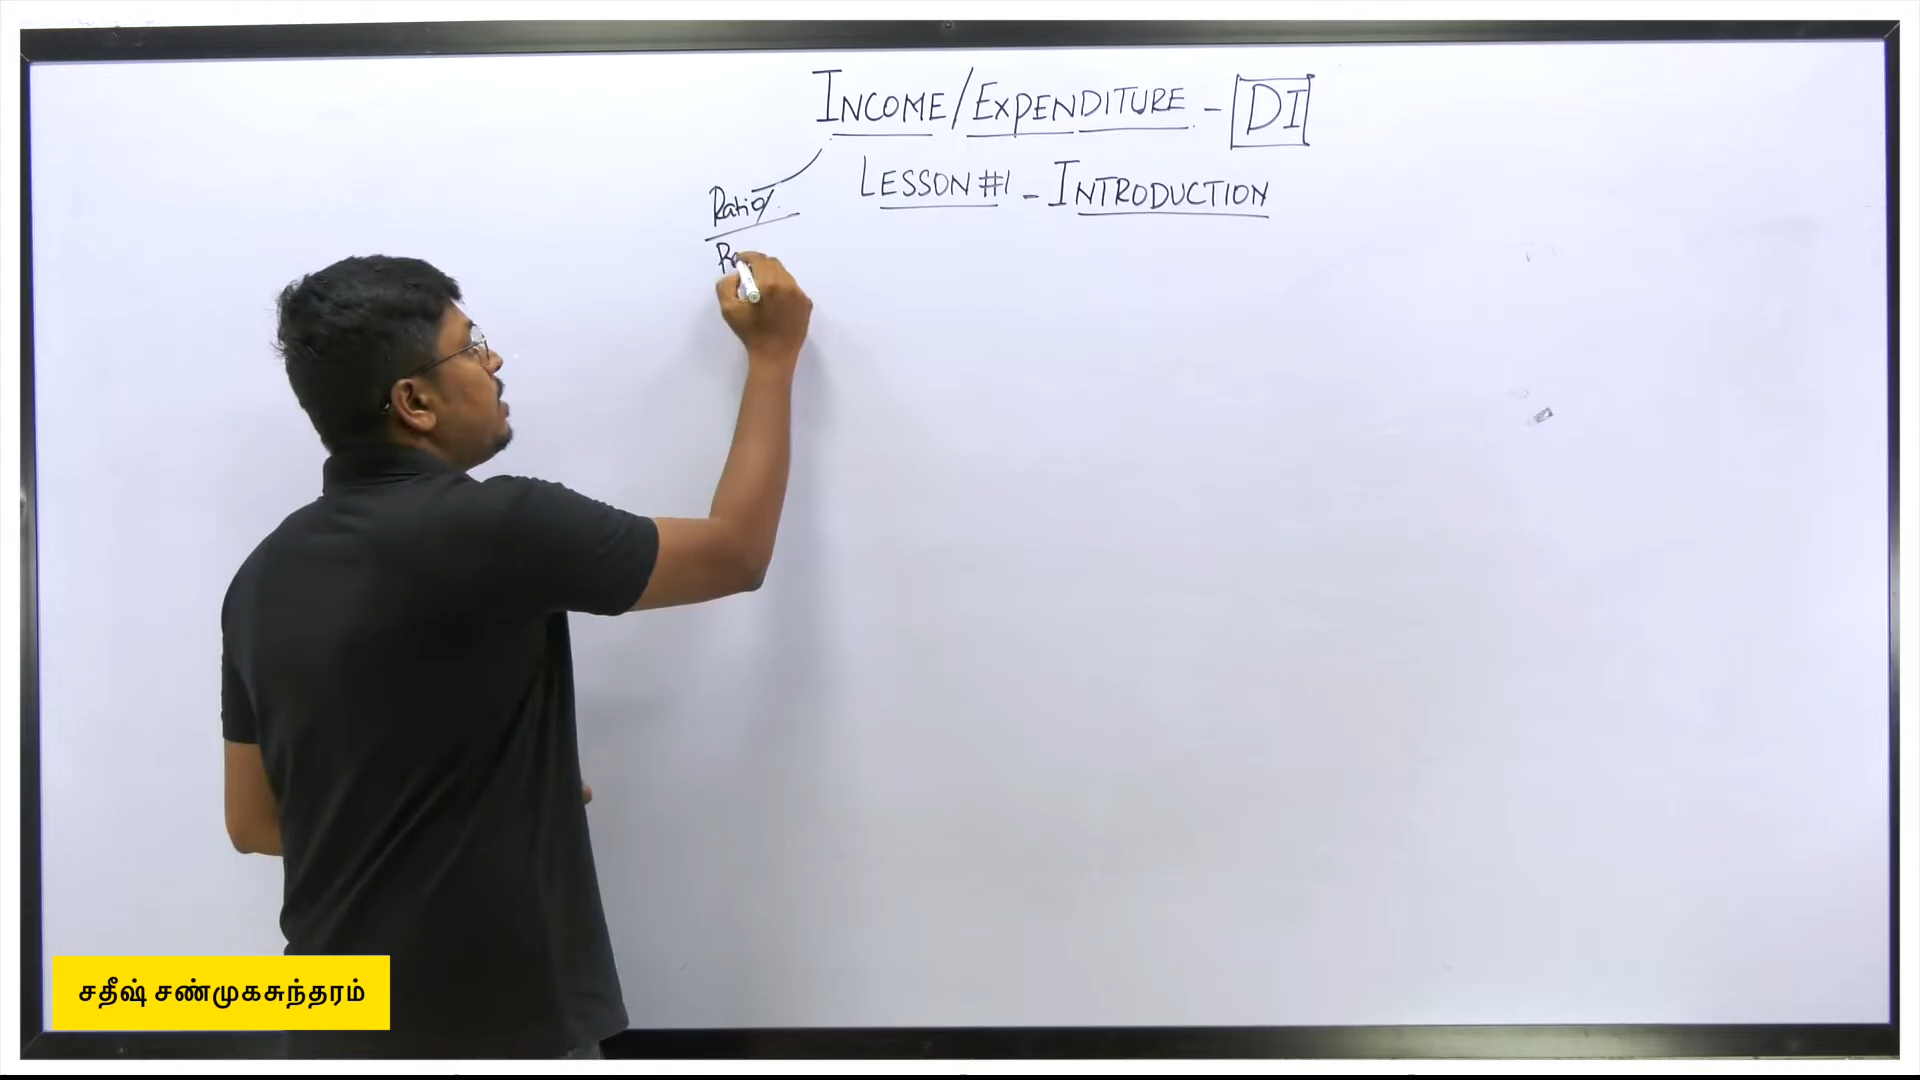 INCOME/EXPENDITURE - DI
LESSON #1 - INTRODUCTION
Ratio/
சதீஷ் சண்முகசுந்தரம்